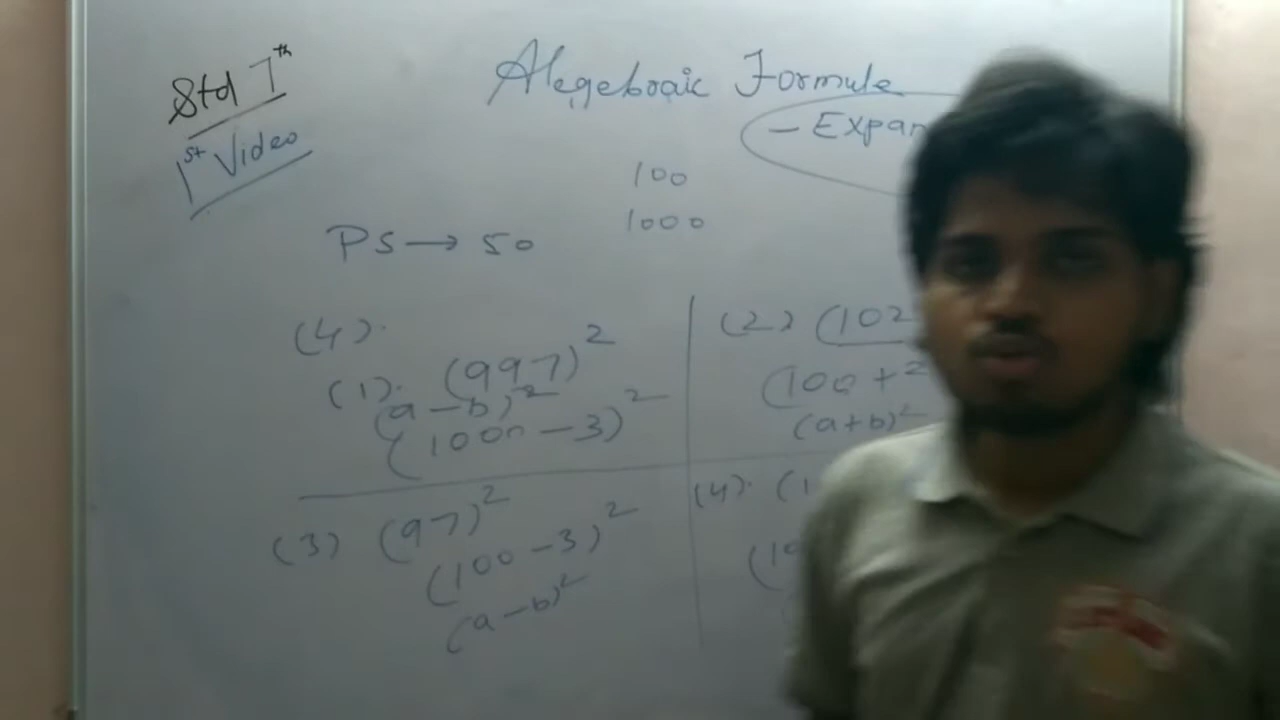 Std 7th
1st Video
Alegebraic Formule
- Expan
100
1000
PS → 50
(4).
(1). (997)²
(a-b)²
(1000 - 3)²
(2) (102
(100 + 2
(a+b)²
(3) (97)²
(100 - 3)²
(a-b)²
(4). (1
(10